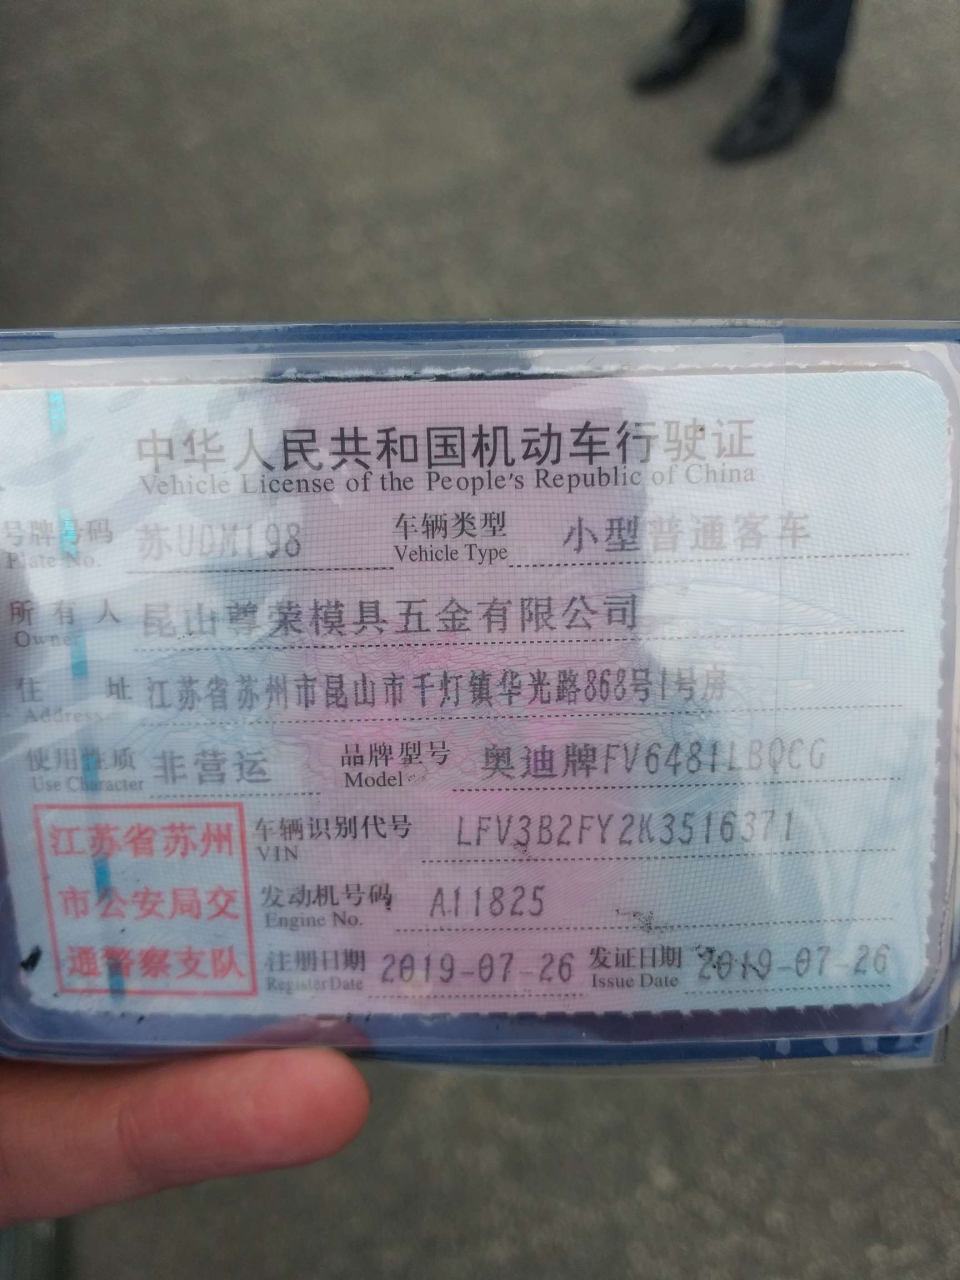 中华人民共和国机动车行驶证
Vehicle License of the People's Republic of China
号牌号码 苏UDM198 车辆类型 小型普通客车
Plate No. Vehicle Type
所有人 昆山尊荣模具五金有限公司
Owner
住址 江苏省苏州市昆山市千灯镇华光路868号1号房
Address
使用性质 非营运 品牌型号 奥迪牌FV6481LBQCG
Use Character Model
江苏省苏州 车辆识别代号 LFV3B2FY2K3516371
VIN
市公安局交 发动机号码 A11825
Engine No.
通警察支队 注册日期 2019-07-26 发证日期 2019-07-26
Register Date Issue Date